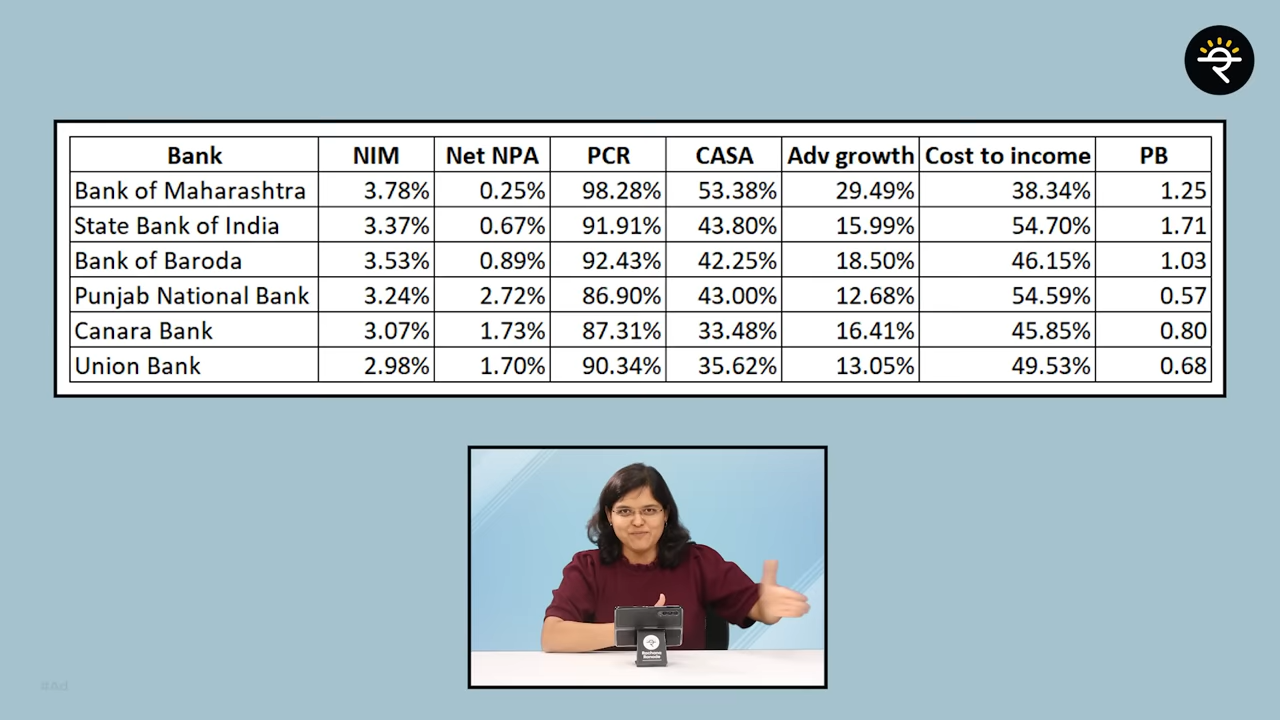 Bank NIM Net NPA PCR CASA Adv growth Cost to income PB
Bank of Maharashtra 3.78% 0.25% 98.28% 53.38% 29.49% 38.34% 1.25
State Bank of India 3.37% 0.67% 91.91% 43.80% 15.99% 54.70% 1.71
Bank of Baroda 3.53% 0.89% 92.43% 42.25% 18.50% 46.15% 1.03
Punjab National Bank 3.24% 2.72% 86.90% 43.00% 12.68% 54.59% 0.57
Canara Bank 3.07% 1.73% 87.31% 33.48% 16.41% 45.85% 0.80
Union Bank 2.98% 1.70% 90.34% 35.62% 13.05% 49.53% 0.68
#Ad